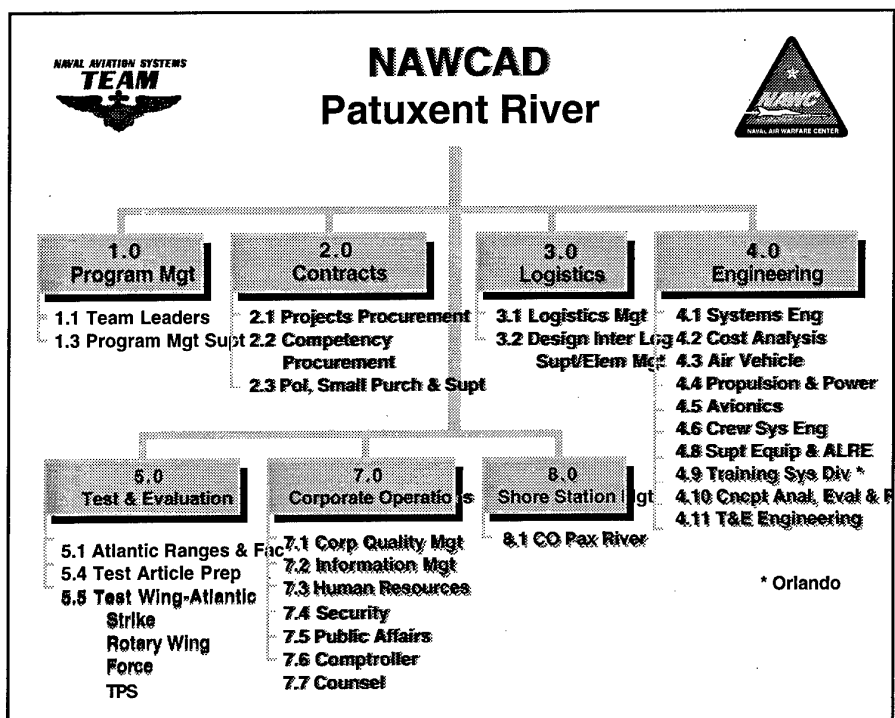 NAVAL AVIATION SYSTEMS
TEAM
NAWCAD
Patuxent River
NAWC
NAVAL AIR WARFARE CENTER
1.0
Program Mgt
1.1 Team Leaders
1.3 Program Mgt Supt
2.0
Contracts
2.1 Projects Procurement
2.2 Competency
Procurement
2.3 Pol, Small Purch & Supt
3.0
Logistics
3.1 Logistics Mgt
3.2 Design Inter Log
Supt/Elem Mgt
4.0
Engineering
4.1 Systems Eng
4.2 Cost Analysis
4.3 Air Vehicle
4.4 Propulsion & Power
4.5 Avionics
4.6 Crew Sys Eng
4.8 Supt Equip & ALRE
4.9 Training Sys Div *
4.10 Cncpt Anal, Eval &
4.11 T&E Engineering
5.0
Test & Evaluation
5.1 Atlantic Ranges & Fac
5.4 Test Article Prep
5.5 Test Wing-Atlantic
Strike
Rotary Wing
Force
TPS
7.0
Corporate Operations
7.1 Corp Quality Mgt
7.2 Information Mgt
7.3 Human Resources
7.4 Security
7.5 Public Affairs
7.6 Comptroller
7.7 Counsel
8.0
Shore Station Mgt
8.1 CO Pax River
* Orlando